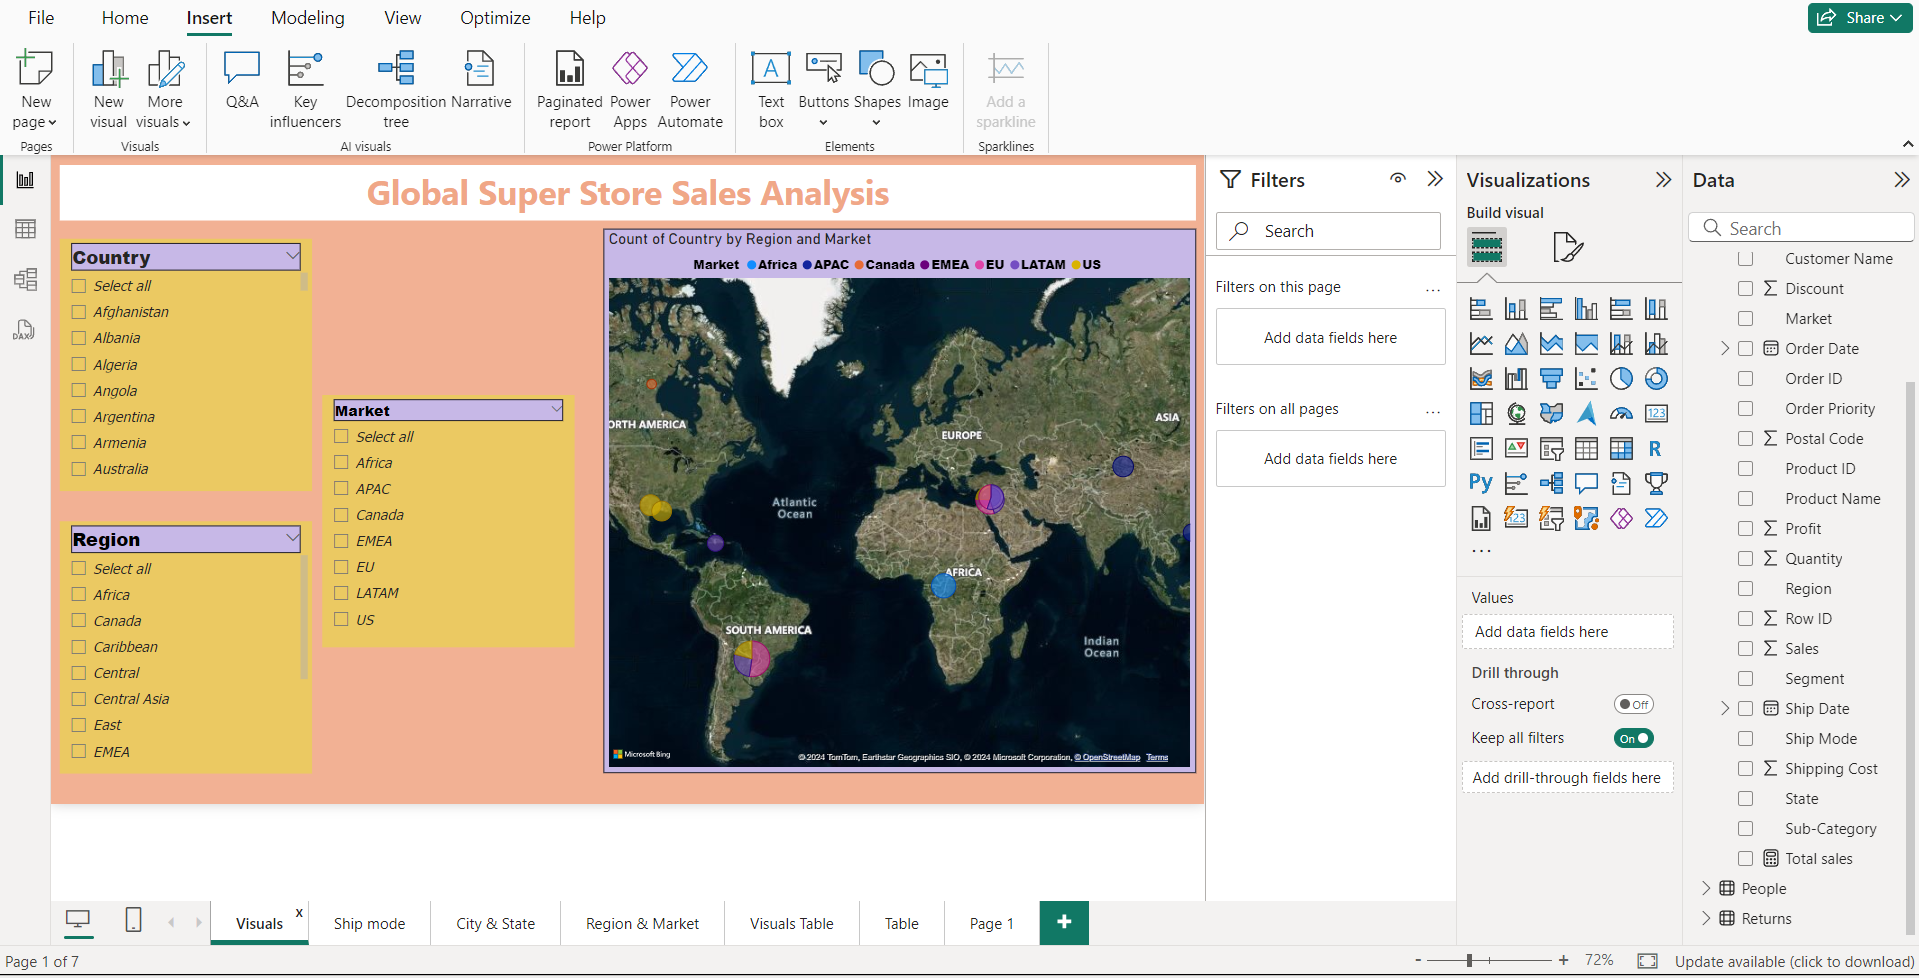 File Home Insert Modeling View Optimize Help Share
New page
New visual
More visuals
Q&A
Key influencers
Decomposition tree
Narrative
Paginated report
Power Apps
Power Automate
Text box
Buttons
Shapes
Image
Add a sparkline
Pages Visuals AI visuals Power Platform Elements Sparklines
Global Super Store Sales Analysis
Country
Select all
Afghanistan
Albania
Algeria
Angola
Argentina
Armenia
Australia
Region
Select all
Africa
Canada
Caribbean
Central
Central Asia
East
EMEA
Market
Select all
Africa
APAC
Canada
EMEA
EU
LATAM
US
Count of Country by Region and Market
Market Africa APAC Canada EMEA EU LATAM US
ORTH AMERICA
EUROPE
ASIA
Atlantic
Ocean
AFRICA
SOUTH AMERICA
Indian
Ocean
Microsoft Bing
© 2024 TomTom, Earthstar Geographics SIO, © 2024 Microsoft Corporation, © OpenStreetMap Terms
Filters
Search
Filters on this page ...
Add data fields here
Filters on all pages ...
Add data fields here
Visualizations
Build visual
123
R
Py
123
...
Values
Add data fields here
Drill through
Cross-report Off
Keep all filters On
Add drill-through fields here
Data
Search
Customer Name
Discount
Market
Order Date
Order ID
Order Priority
Postal Code
Product ID
Product Name
Profit
Quantity
Region
Row ID
Sales
Segment
Ship Date
Ship Mode
Shipping Cost
State
Sub-Category
Total sales
People
Returns
DAX
Visuals x Ship mode City & State Region & Market Visuals Table Table Page 1 +
Page 1 of 7 - + 72% Update available (click to download)